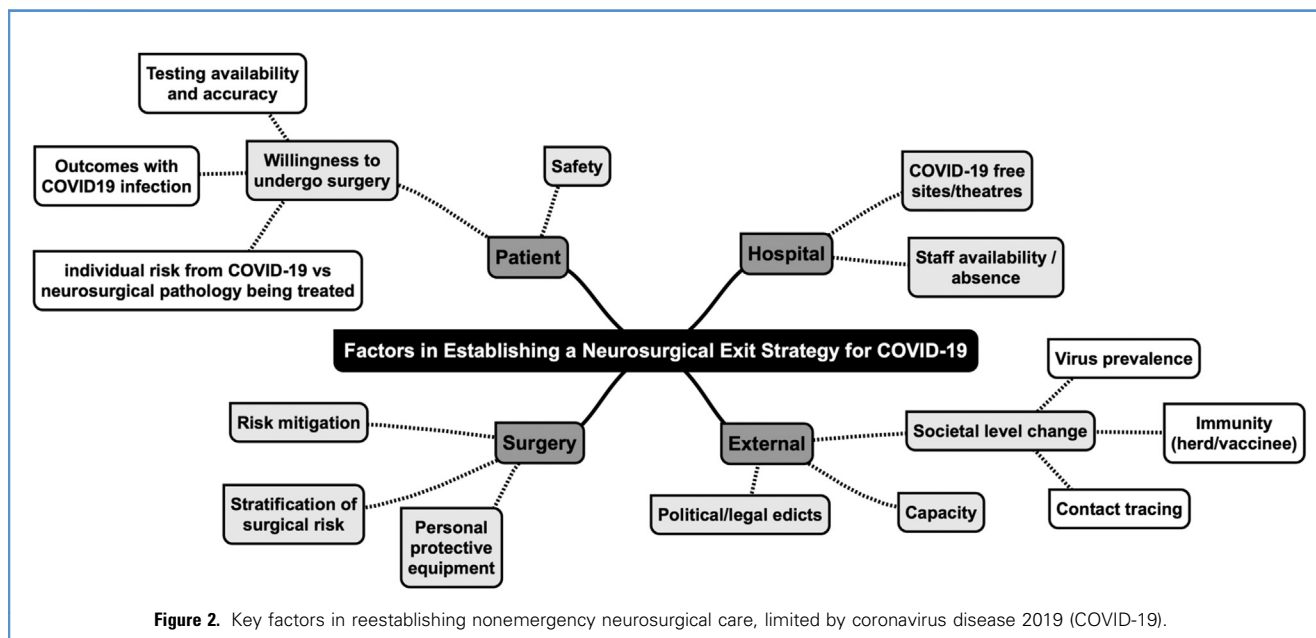 Testing availability
and accuracy
Outcomes with
COVID19 infection
Willingness to
undergo surgery
individual risk from COVID-19 vs
neurosurgical pathology being treated
Safety
Patient
Hospital
COVID-19 free
sites/theatres
Staff availability /
absence
Factors in Establishing a Neurosurgical Exit Strategy for COVID-19
Risk mitigation
Surgery
Stratification of
surgical risk
Personal
protective
equipment
External
Political/legal edicts
Capacity
Societal level change
Virus prevalence
Immunity
(herd/vaccinee)
Contact tracing
Figure 2. Key factors in reestablishing nonemergency neurosurgical care, limited by coronavirus disease 2019 (COVID-19).